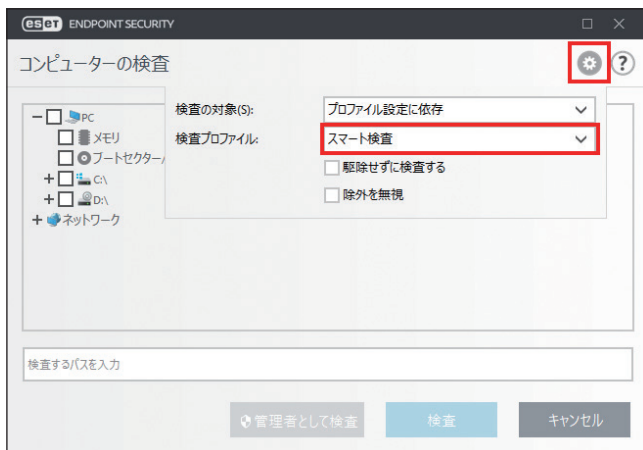 eset ENDPOINT SECURITY
コンピューターの検査
?
検査の対象(S): プロファイル設定に依存
検査プロファイル: スマート検査
駆除せずに検査する
除外を無視
PC
メモリ
ブートセクター/
C:\
D:\
ネットワーク
検査するパスを入力
管理者として検査 検査 キャンセル